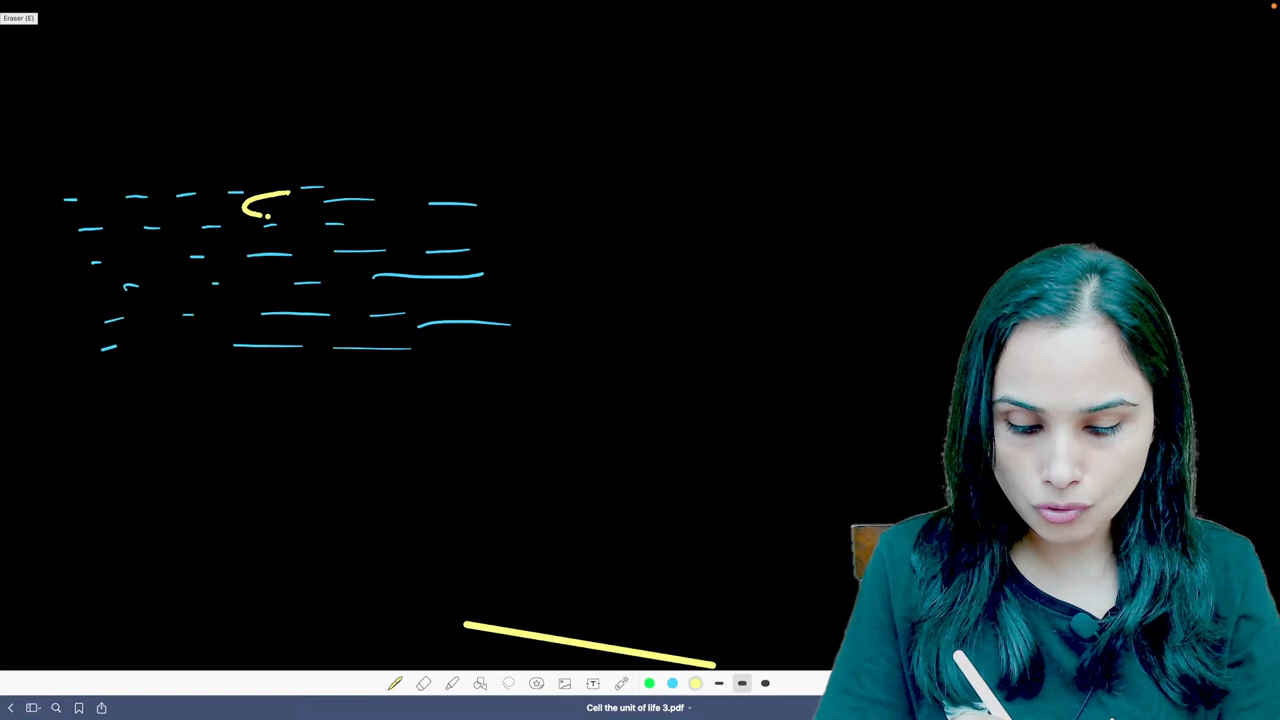 Eraser (E)
Cell the unit of life 3.pdf